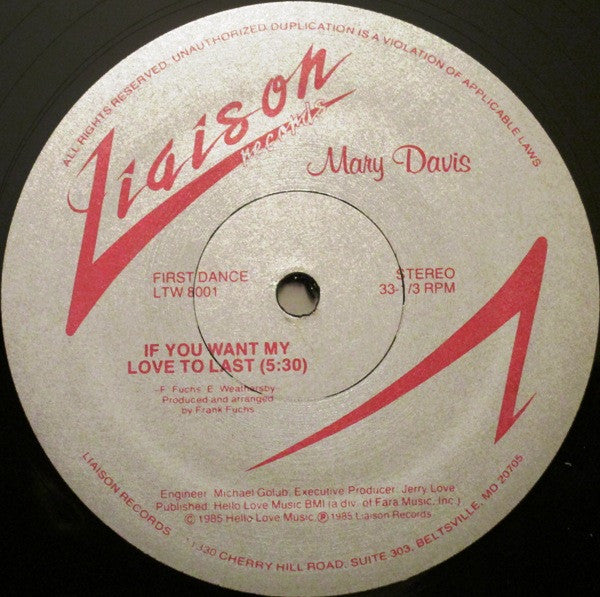 ALL RIGHTS RESERVED. UNAUTHORIZED DUPLICATION IS A VIOLATION OF APPLICABLE LAWS
Liaison
records
Mary Davis
FIRST DANCE
LTW 8001
STEREO
33-1/3 RPM
IF YOU WANT MY
LOVE TO LAST (5:30)
F. Fuchs E. Weathersby
Produced and arranged
by Frank Fuchs
Engineer: Michael Golub, Executive Producer: Jerry Love
Published: Hello Love Music BMI (a div. of Fara Music, Inc.)
© 1985 Hello Love Music, ℗ 1985 Liaison Records
LIAISON RECORDS 11330 CHERRY HILL ROAD, SUITE 303, BELTSVILLE, MD 20705